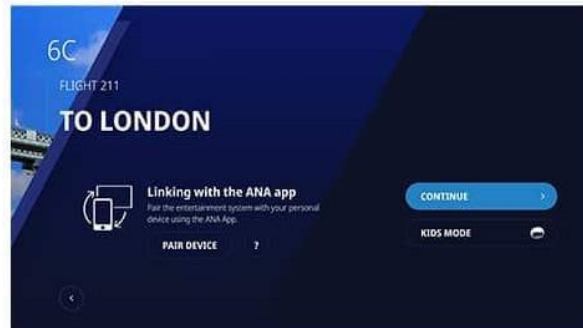 6C
FLIGHT 211
TO LONDON
Linking with the ANA app
Pair the entertainment system with your personal
device using the ANA App.
PAIR DEVICE
?
CONTINUE
KIDS MODE